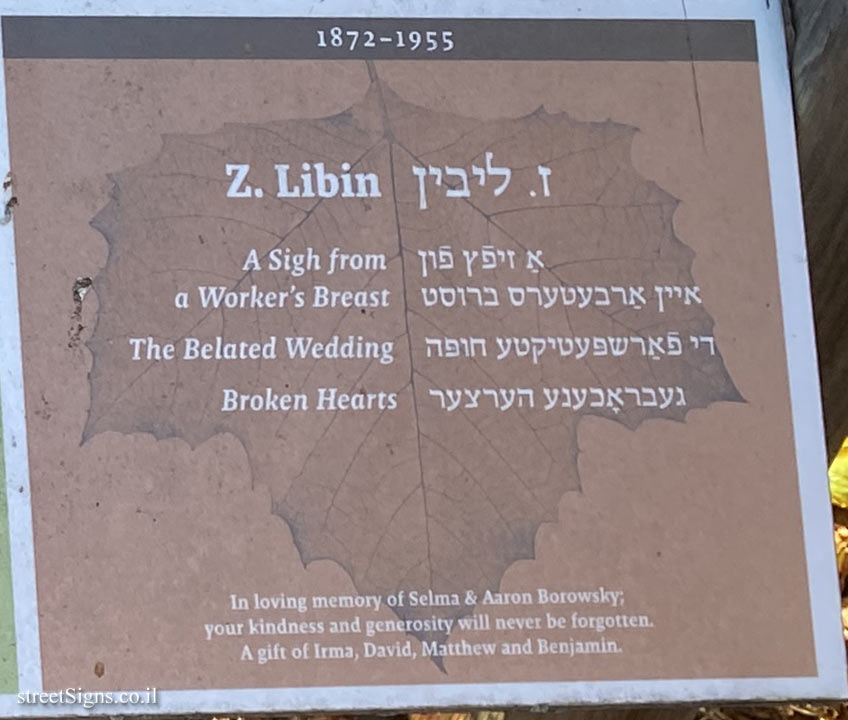 1872–1955
Z. Libin ז. ליבין
A Sigh from אַ זיפֿץ פֿון
a Worker's Breast איין אַרבעטערס ברוסט
The Belated Wedding די פֿאַרשפּעטיקטע חופּה
Broken Hearts געבראָכענע הערצער
In loving memory of Selma & Aaron Borowsky;
your kindness and generosity will never be forgotten.
A gift of Irma, David, Matthew and Benjamin.
streetSigns.co.il